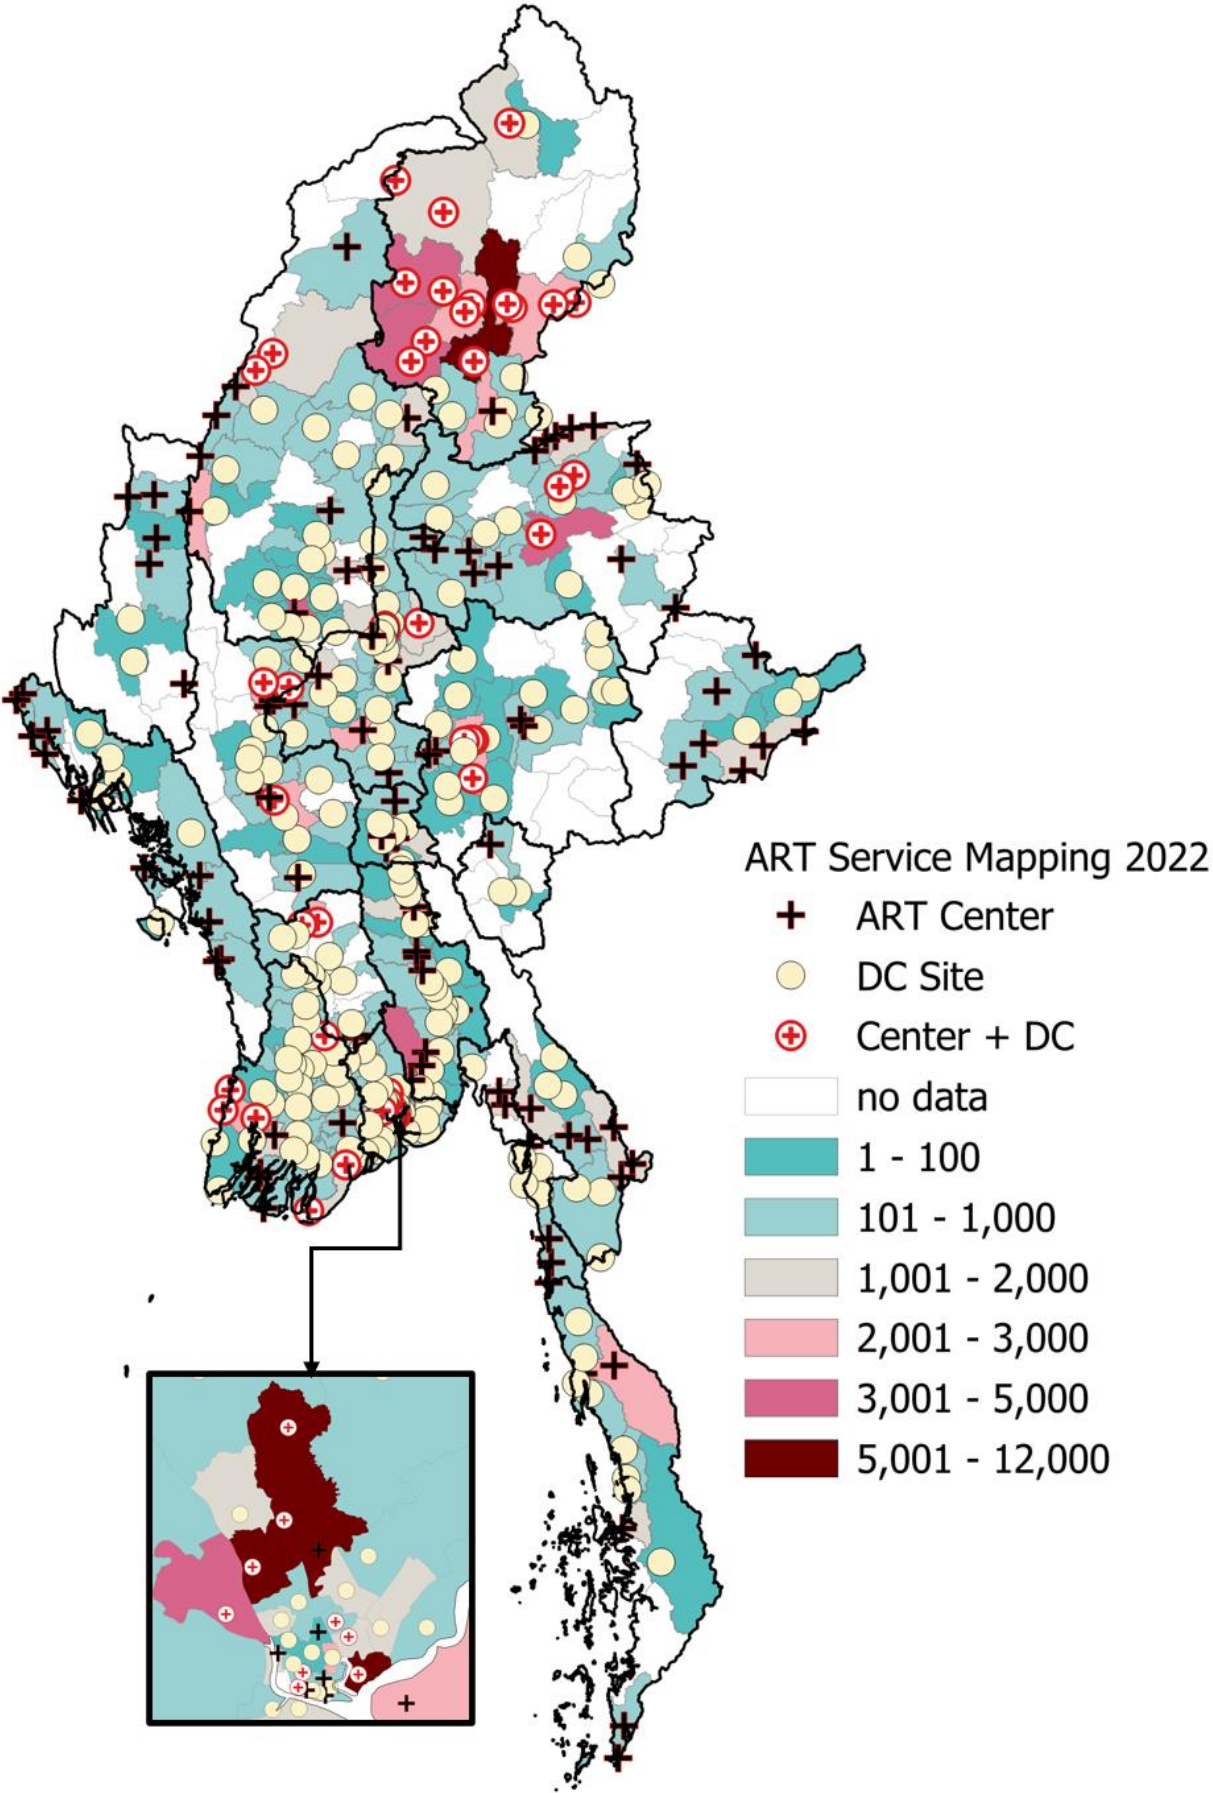 ART Service Mapping 2022
ART Center
DC Site
Center + DC
no data
1 - 100
101 - 1,000
1,001 - 2,000
2,001 - 3,000
3,001 - 5,000
5,001 - 12,000